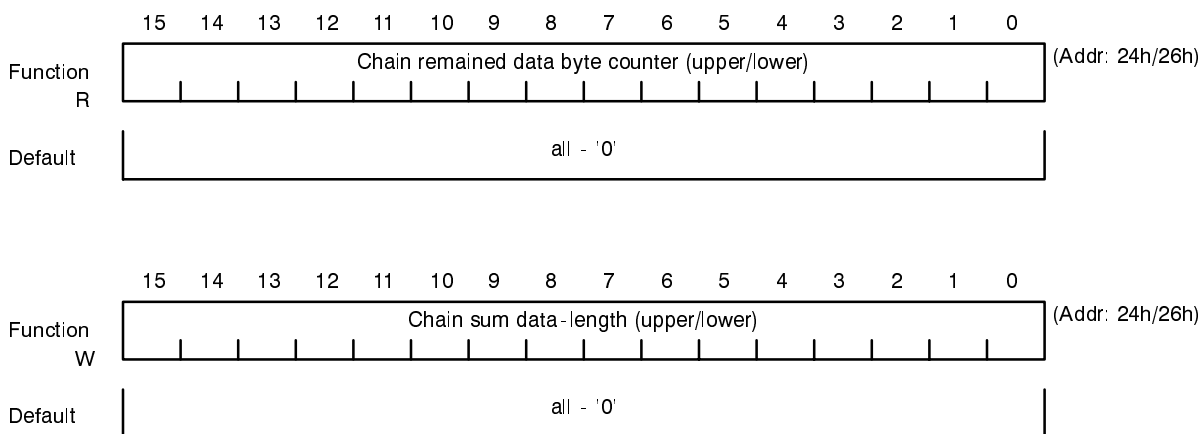 15 14 13 12 11 10 9 8 7 6 5 4 3 2 1 0
Function R Chain remained data byte counter (upper/lower) (Addr: 24h/26h)
Default all - '0'
15 14 13 12 11 10 9 8 7 6 5 4 3 2 1 0
Function W Chain sum data-length (upper/lower) (Addr: 24h/26h)
Default all - '0'